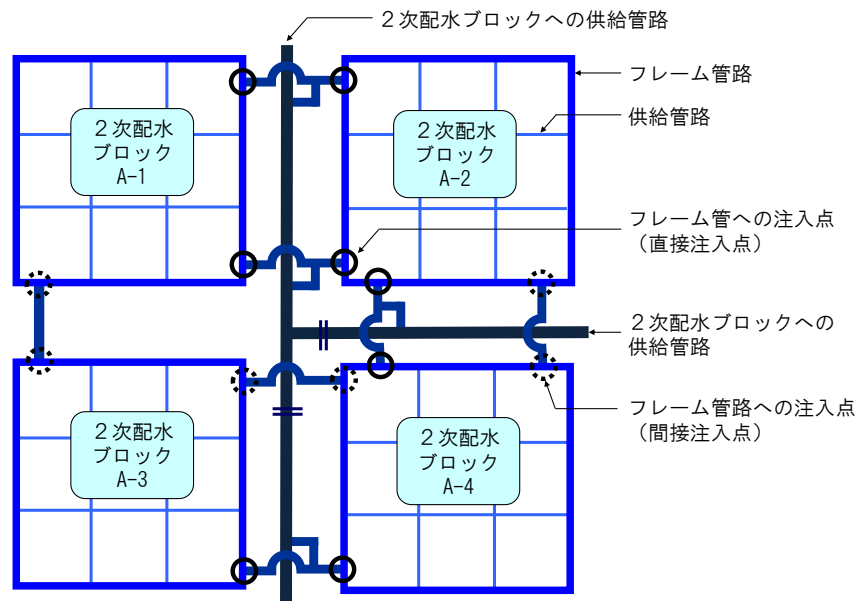 ２次配水ブロックへの供給管路
フレーム管路
２次配水
ブロック
A-1
２次配水
ブロック
A-2
供給管路
フレーム管への注入点
（直接注入点）
２次配水ブロックへの
供給管路
フレーム管路への注入点
（間接注入点）
２次配水
ブロック
A-3
２次配水
ブロック
A-4